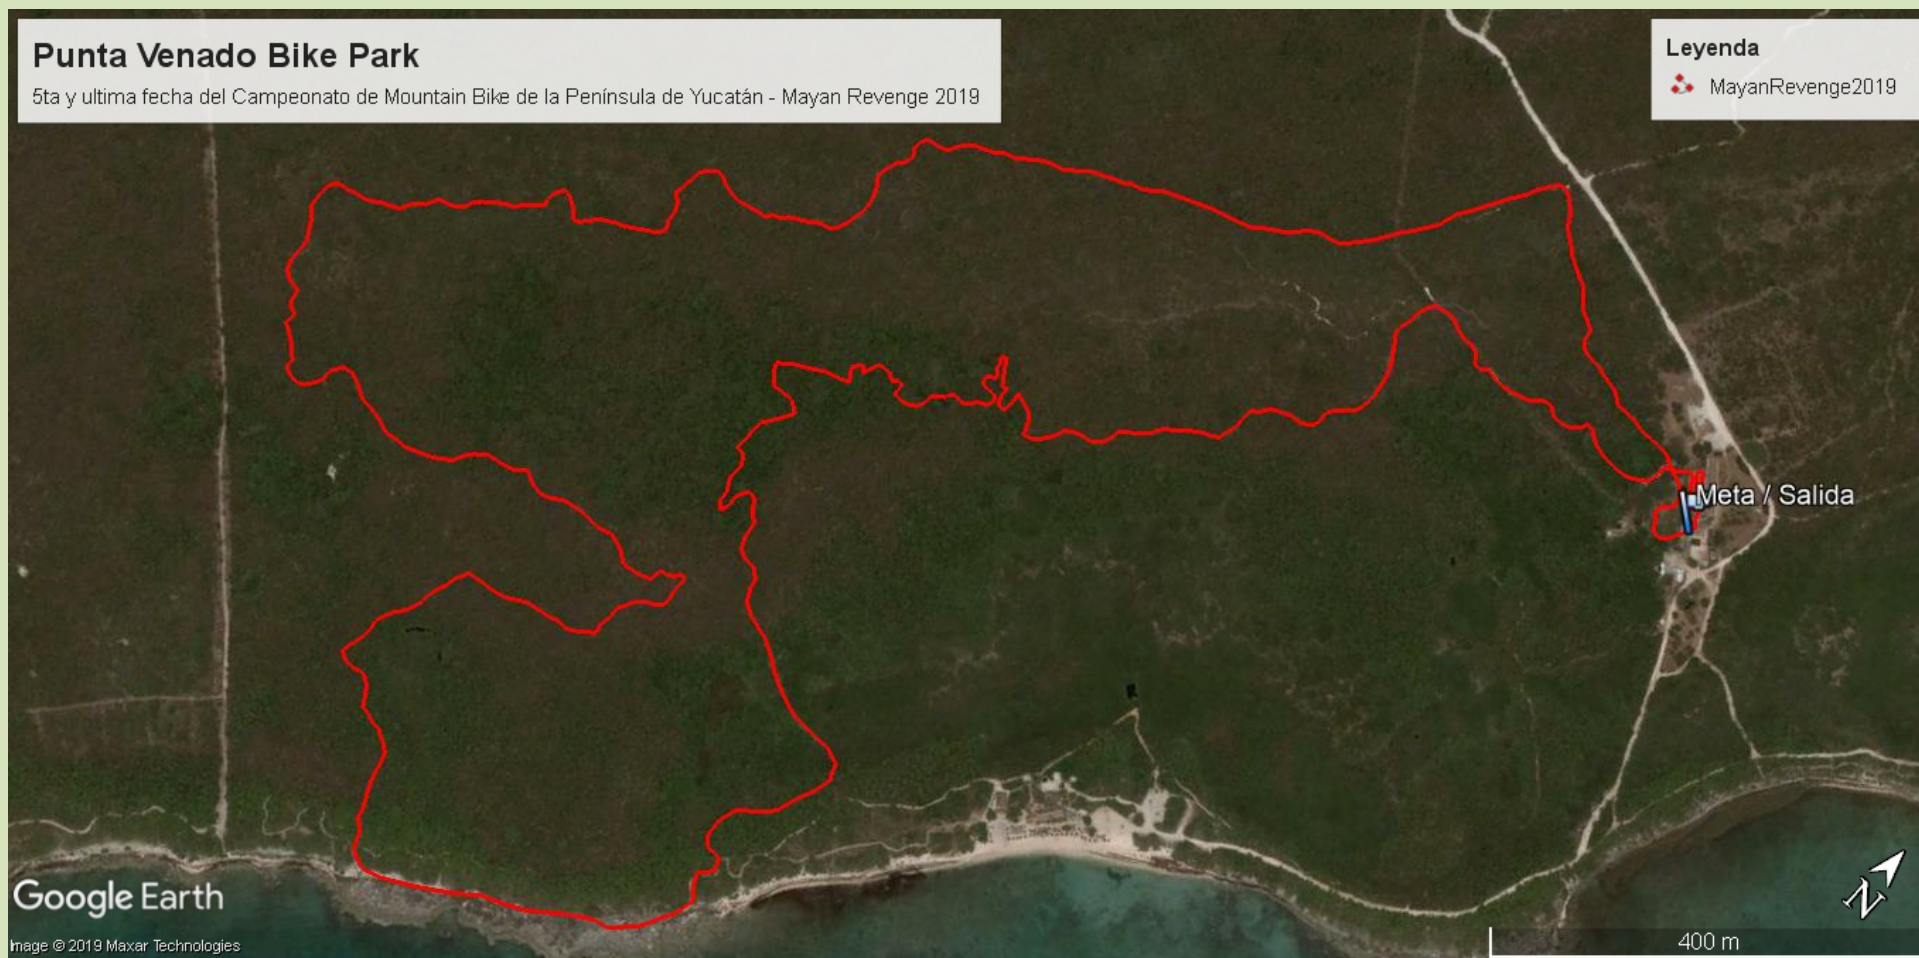 Punta Venado Bike Park
5ta y ultima fecha del Campeonato de Mountain Bike de la Península de Yucatán - Mayan Revenge 2019
Leyenda
MayanRevenge2019
Meta / Salida
N
Google Earth
Image © 2019 Maxar Technologies
400 m